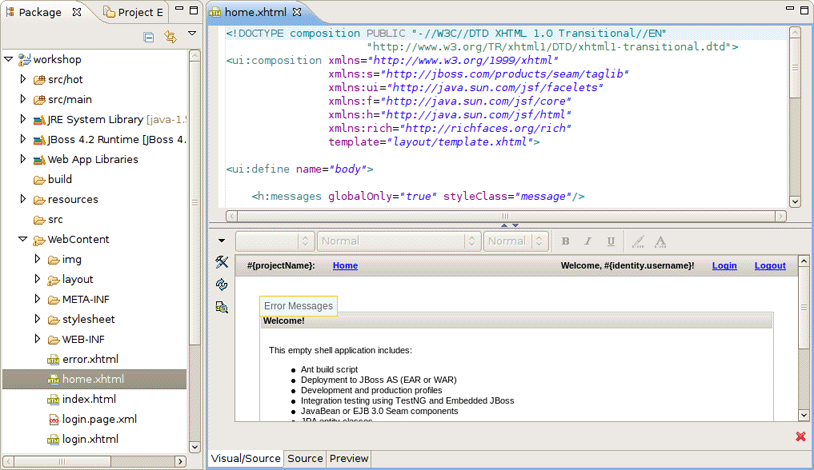 Package
Project E
workshop
src/hot
src/main
JRE System Library [java-1.5
JBoss 4.2 Runtime [JBoss 4.
Web App Libraries
build
resources
src
WebContent
img
layout
META-INF
stylesheet
WEB-INF
error.xhtml
home.xhtml
index.html
login.page.xml
login.xhtml
home.xhtml
<!DOCTYPE composition PUBLIC "-//W3C//DTD XHTML 1.0 Transitional//EN"
"http://www.w3.org/TR/xhtml1/DTD/xhtml1-transitional.dtd">
<ui:composition xmlns="http://www.w3.org/1999/xhtml"
xmlns:s="http://jboss.com/products/seam/taglib"
xmlns:ui="http://java.sun.com/jsf/facelets"
xmlns:f="http://java.sun.com/jsf/core"
xmlns:h="http://java.sun.com/jsf/html"
xmlns:rich="http://richfaces.org/rich"
template="layout/template.xhtml">
<ui:define name="body">
<h:messages globalOnly="true" styleClass="message"/>
Normal Normal B I U A
#{projectName}: Home Welcome, #{identity.username}! Login Logout
Error Messages
Welcome!
This empty shell application includes:
Ant build script
Deployment to JBoss AS (EAR or WAR)
Development and production profiles
Integration testing using TestNG and Embedded JBoss
JavaBean or EJB 3.0 Seam components
JPA entity classes
Visual/Source Source Preview